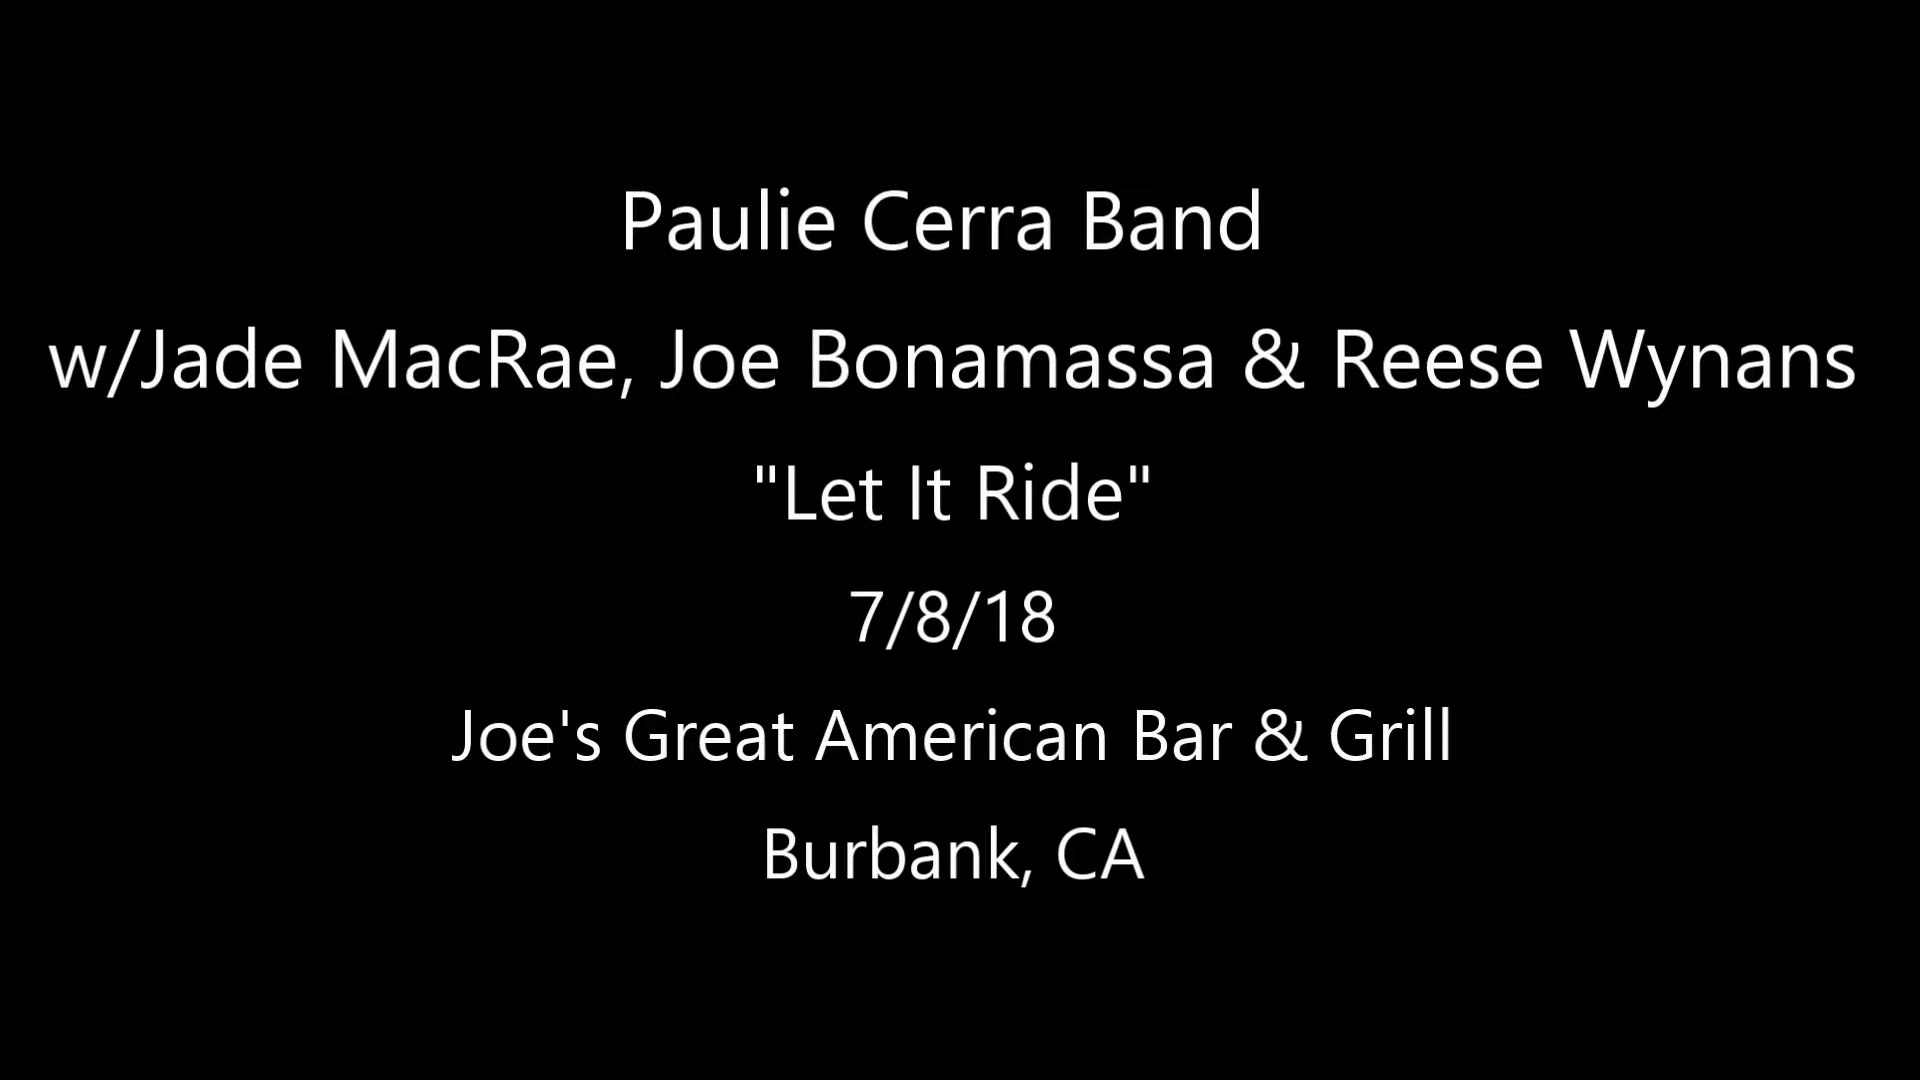 Paulie Cerra Band
w/Jade MacRae, Joe Bonamassa & Reese Wynans
"Let It Ride"
7/8/18
Joe's Great American Bar & Grill
Burbank, CA